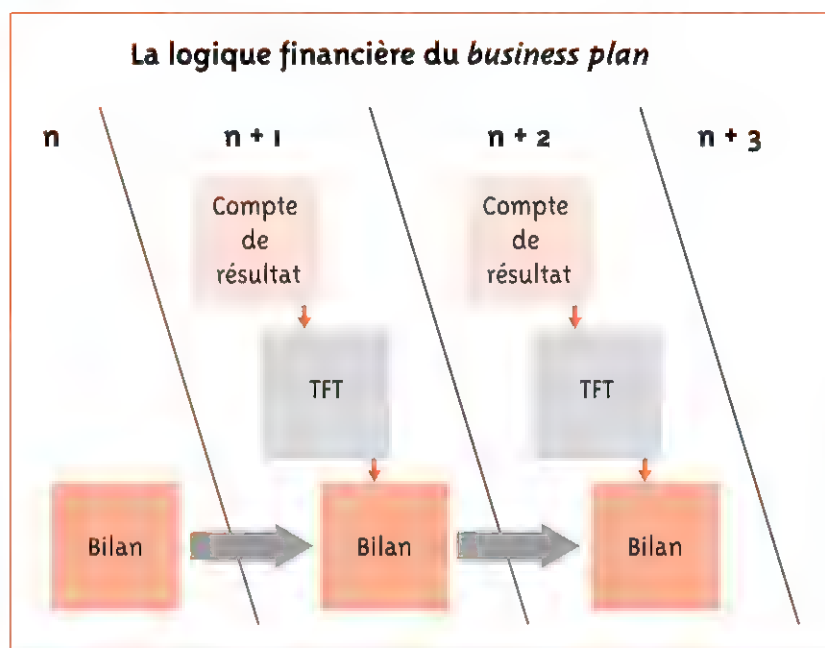 La logique financière du business plan
n
n + 1
n + 2
n + 3
Compte
de
résultat
Compte
de
résultat
TFT
TFT
Bilan
Bilan
Bilan